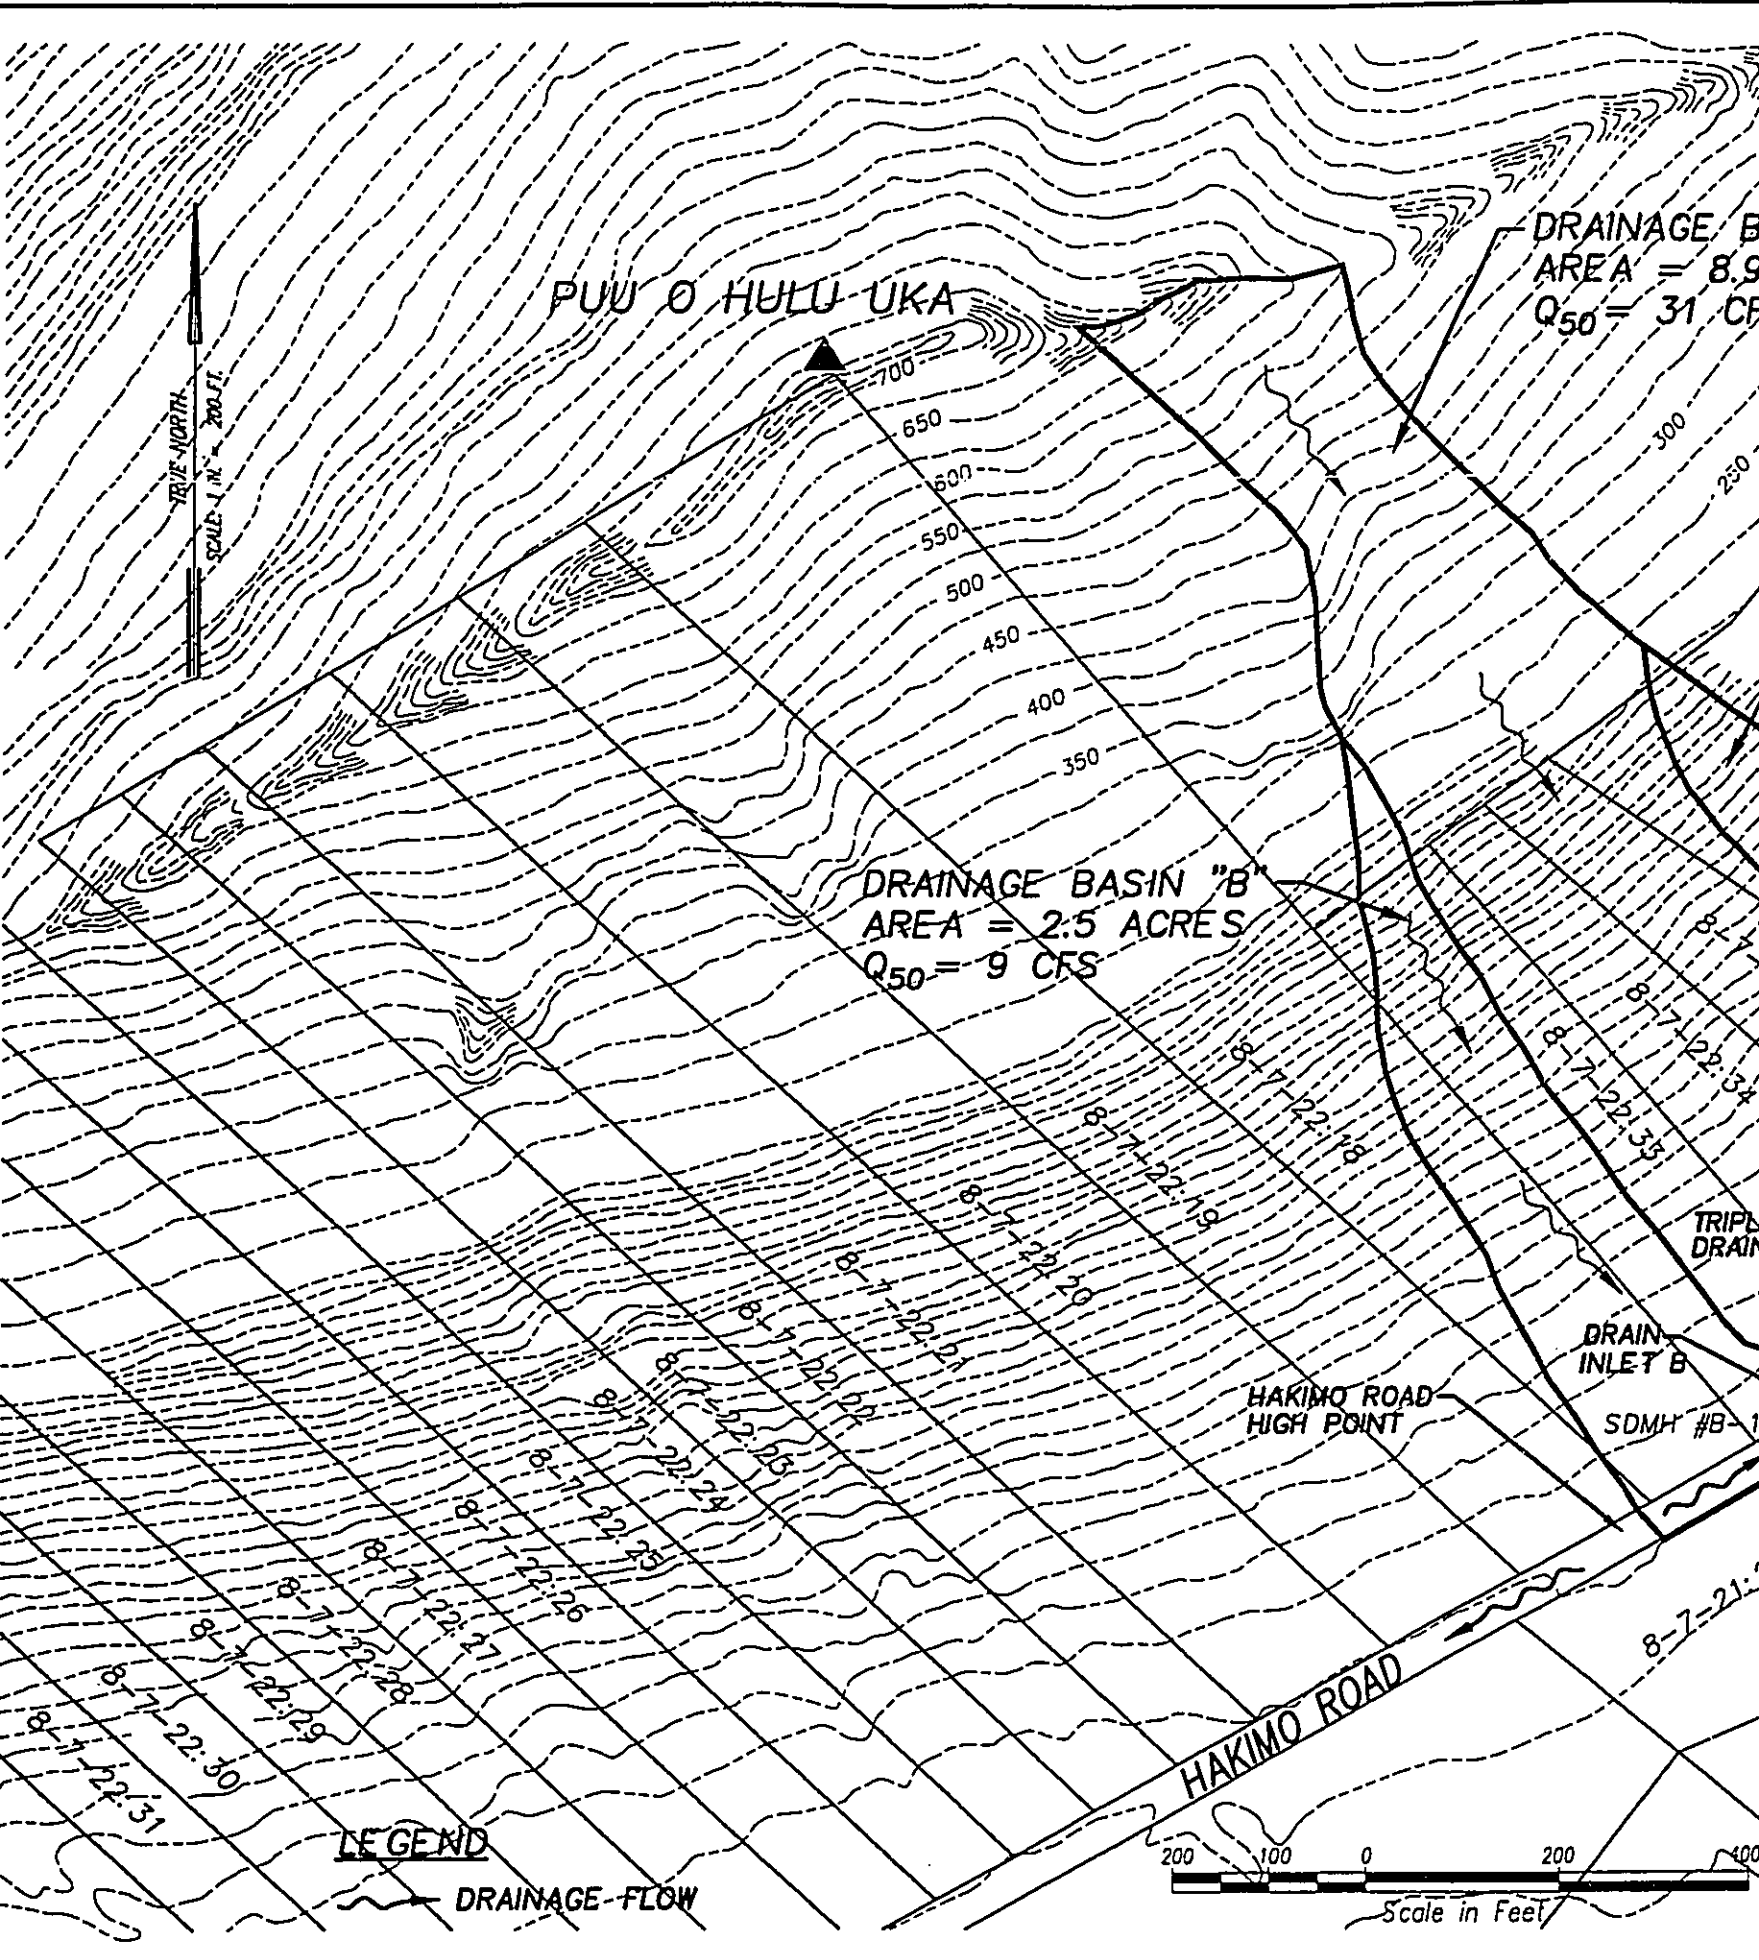 DRAINAGE B
AREA = 8.9
Q50 = 31 CF
PUU O HULU UKA
TRUE NORTH
SCALE: 1 IN. = 200 FT.
700
650
600
550
500
450
400
350
300
250
DRAINAGE BASIN "B"
AREA = 2.5 ACRES
Q50 = 9 CFS
8-7-
8-7-22:34
8-7-22:33
8-7-22:18
8-7-22:19
8-7-22:20
8-7-22:21
8-7-22:22
8-7-22:23
8-7-22:24
8-7-22:25
8-7-22:26
8-7-22:27
8-7-22:28
8-7-22:29
8-7-22:30
8-7-22:31
TRIPL
DRAIN
DRAIN
INLET B
HAKIMO ROAD
HIGH POINT
SDMH #B-1
8-7-21:
HAKIMO ROAD
LEGEND
DRAINAGE FLOW
200 100 0 200 400
Scale in Feet